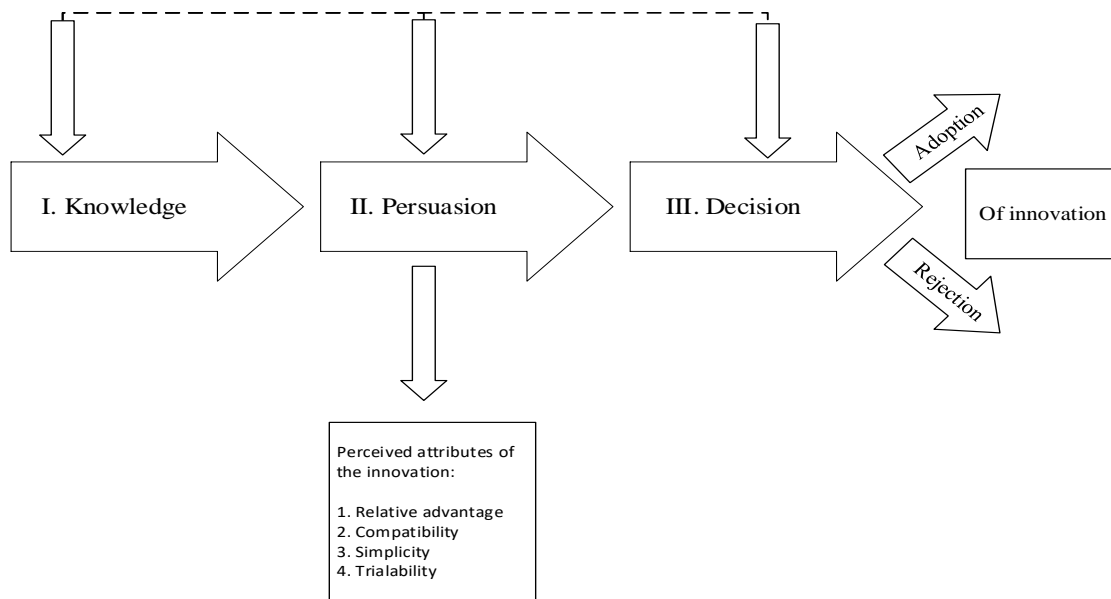 I. Knowledge
II. Persuasion
III. Decision
Adoption
Of innovation
Rejection
Perceived attributes of
the innovation:
1. Relative advantage
2. Compatibility
3. Simplicity
4. Trialability